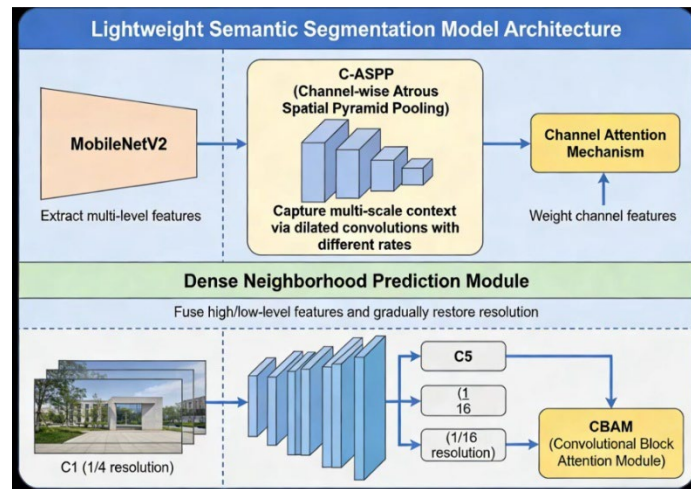 Lightweight Semantic Segmentation Model Architecture
MobileNetV2
Extract multi-level features
C-ASPP
(Channel-wise Atrous
Spatial Pyramid Pooling)
Capture multi-scale context
via dilated convolutions with
different rates
Channel Attention
Mechanism
Weight channel features
Dense Neighborhood Prediction Module
Fuse high/low-level features and gradually restore resolution
C1 (1/4 resolution)
C5
(1
16
(1/16
resolution)
CBAM
(Convolutional Block
Attention Module)